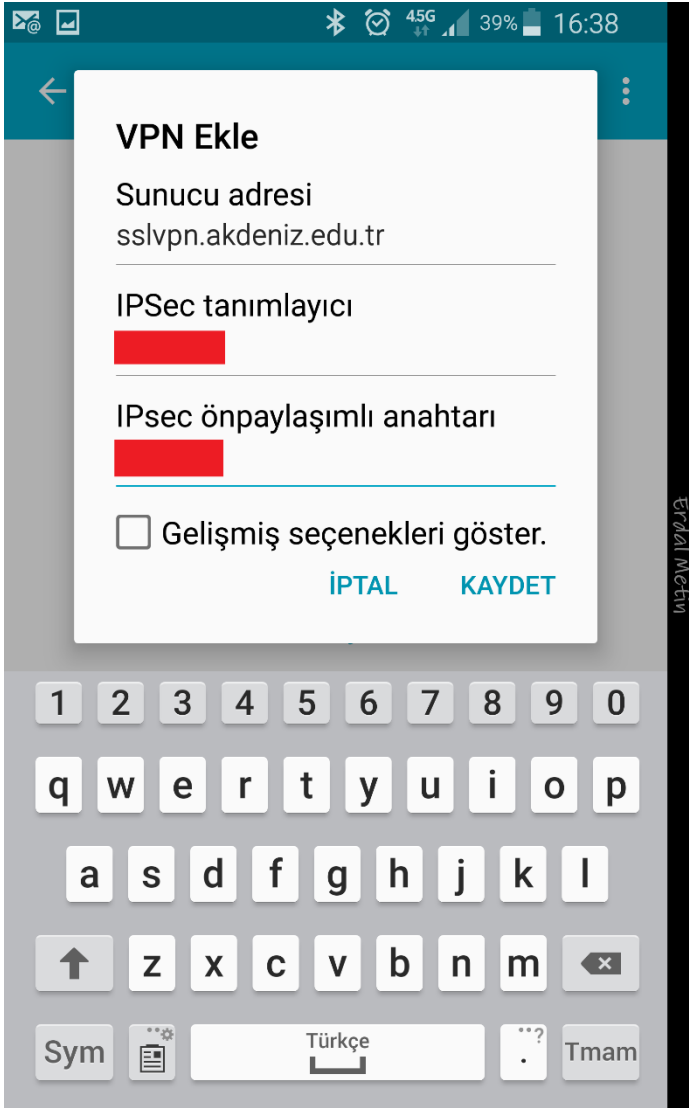 4.5G 39% 16:38
VPN Ekle
Sunucu adresi
sslvpn.akdeniz.edu.tr
IPSec tanımlayıcı
IPsec önpaylaşımlı anahtarı
Gelişmiş seçenekleri göster.
İPTAL KAYDET
Erdal Metin
1 2 3 4 5 6 7 8 9 0
q w e r t y u i o p
a s d f g h j k l
z x c v b n m
Sym Türkçe . ? Tmam